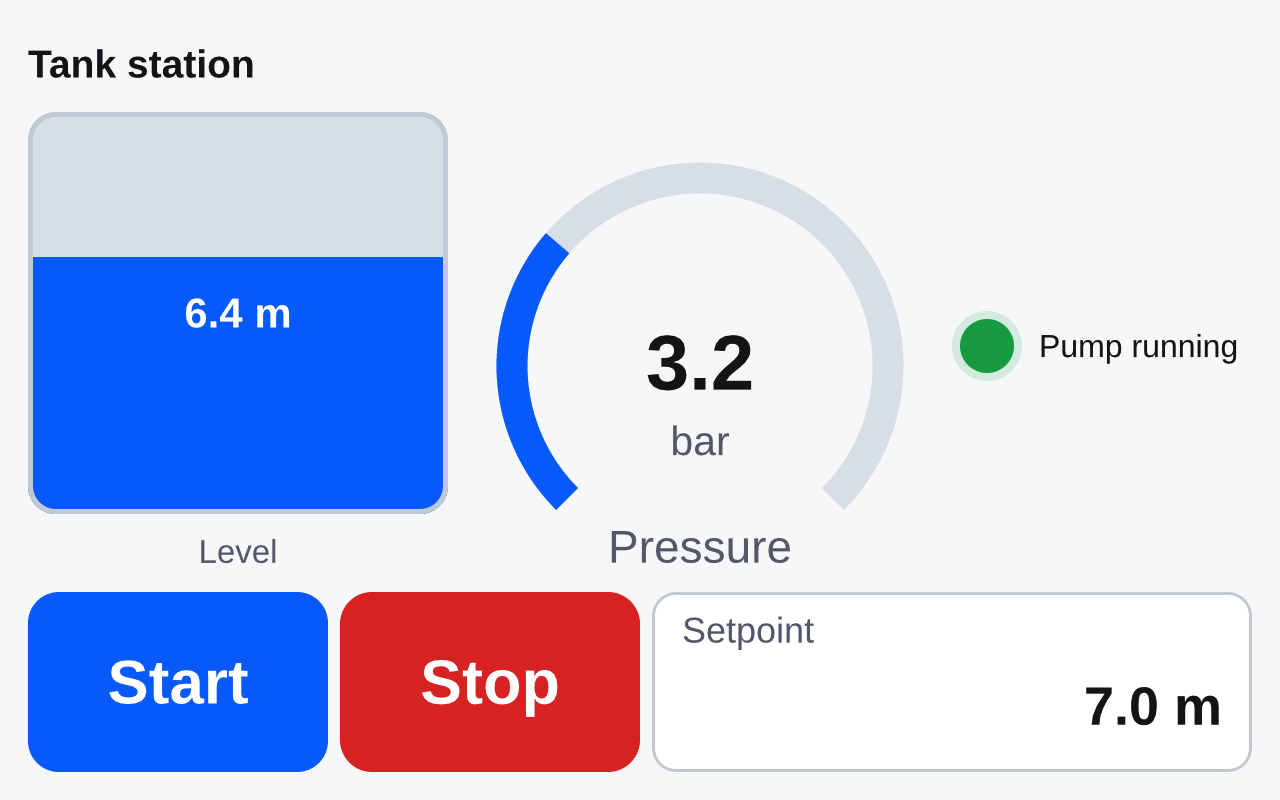 Tank station
6.4 m
Level
3.2
bar
Pressure
Pump running
Start
Stop
Setpoint
7.0 m